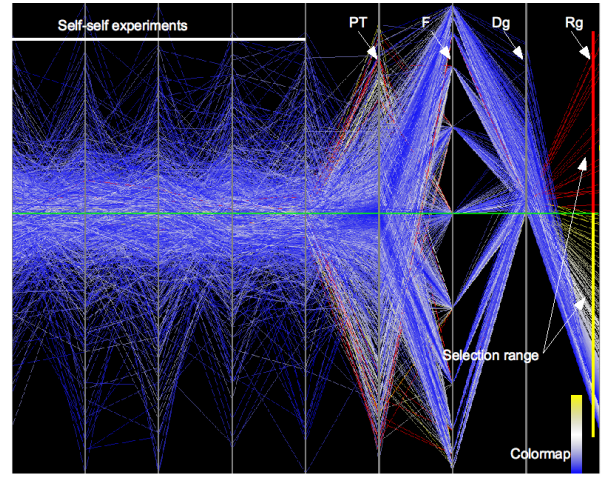 Self-self experiments
PT
F
Dg
Rg
Selection range
Colormap